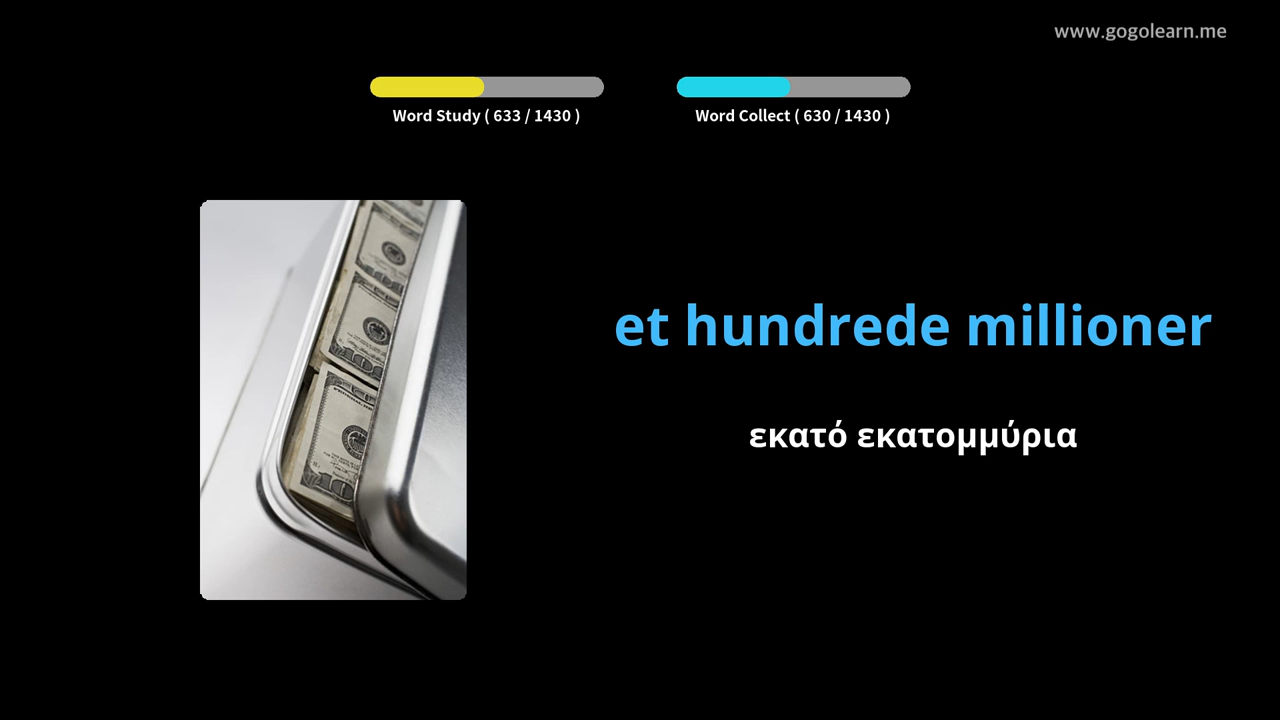 www.gogolearn.me
Word Study ( 633 / 1430 )
Word Collect ( 630 / 1430 )
et hundrede millioner
εκατό εκατομμύρια